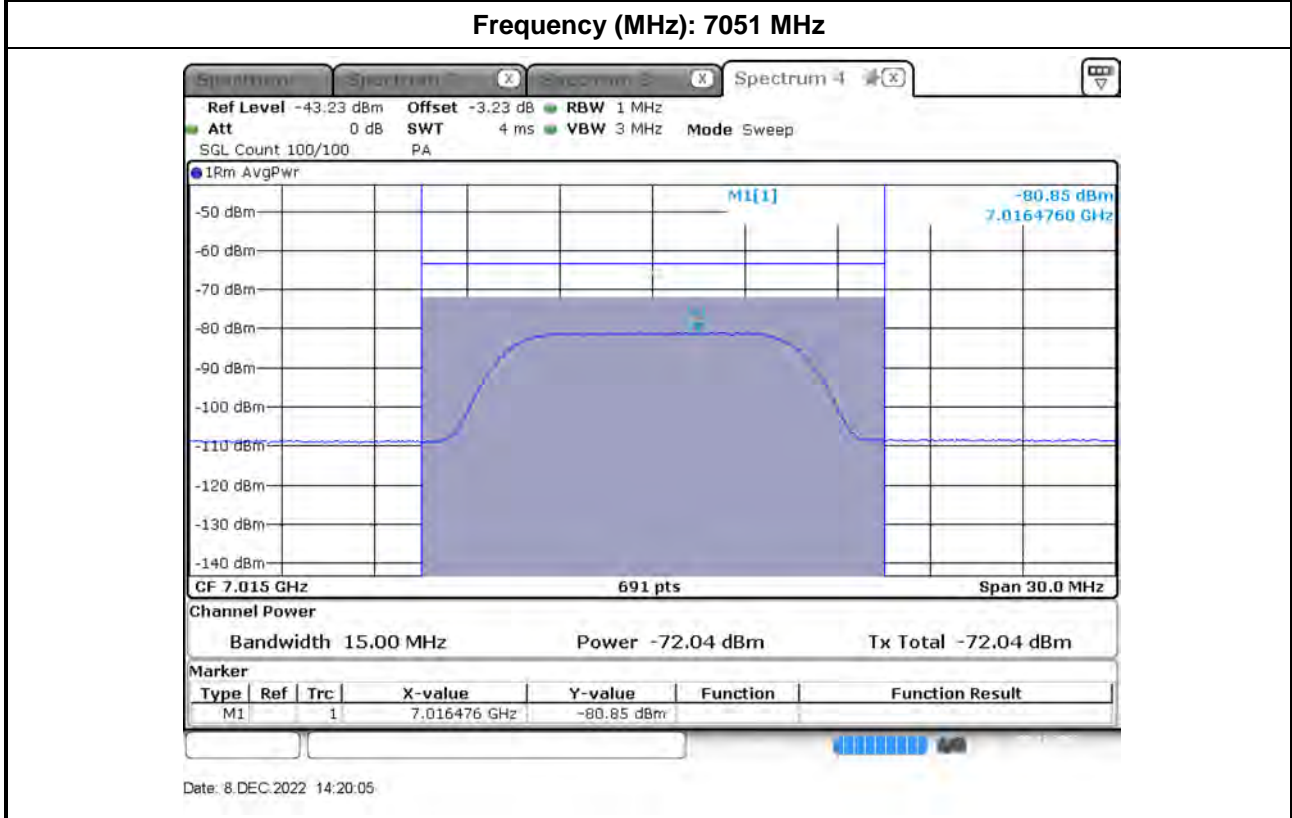 Frequency (MHz): 7051 MHz
Spectrum 4
Ref Level -43.23 dBm Offset -3.23 dB RBW 1 MHz
Att 0 dB SWT 4 ms VBW 3 MHz Mode Sweep
SGL Count 100/100 PA
1Rm AvgPwr
M1[1] -80.85 dBm
7.0164760 GHz
-50 dBm
-60 dBm
-70 dBm
-80 dBm
-90 dBm
-100 dBm
-110 dBm
-120 dBm
-130 dBm
-140 dBm
CF 7.015 GHz 691 pts Span 30.0 MHz
Channel Power
Bandwidth 15.00 MHz Power -72.04 dBm Tx Total -72.04 dBm
Marker
Type Ref Trc X-value Y-value Function Function Result
M1 1 7.016476 GHz -80.85 dBm
Date: 8.DEC.2022 14:20:05